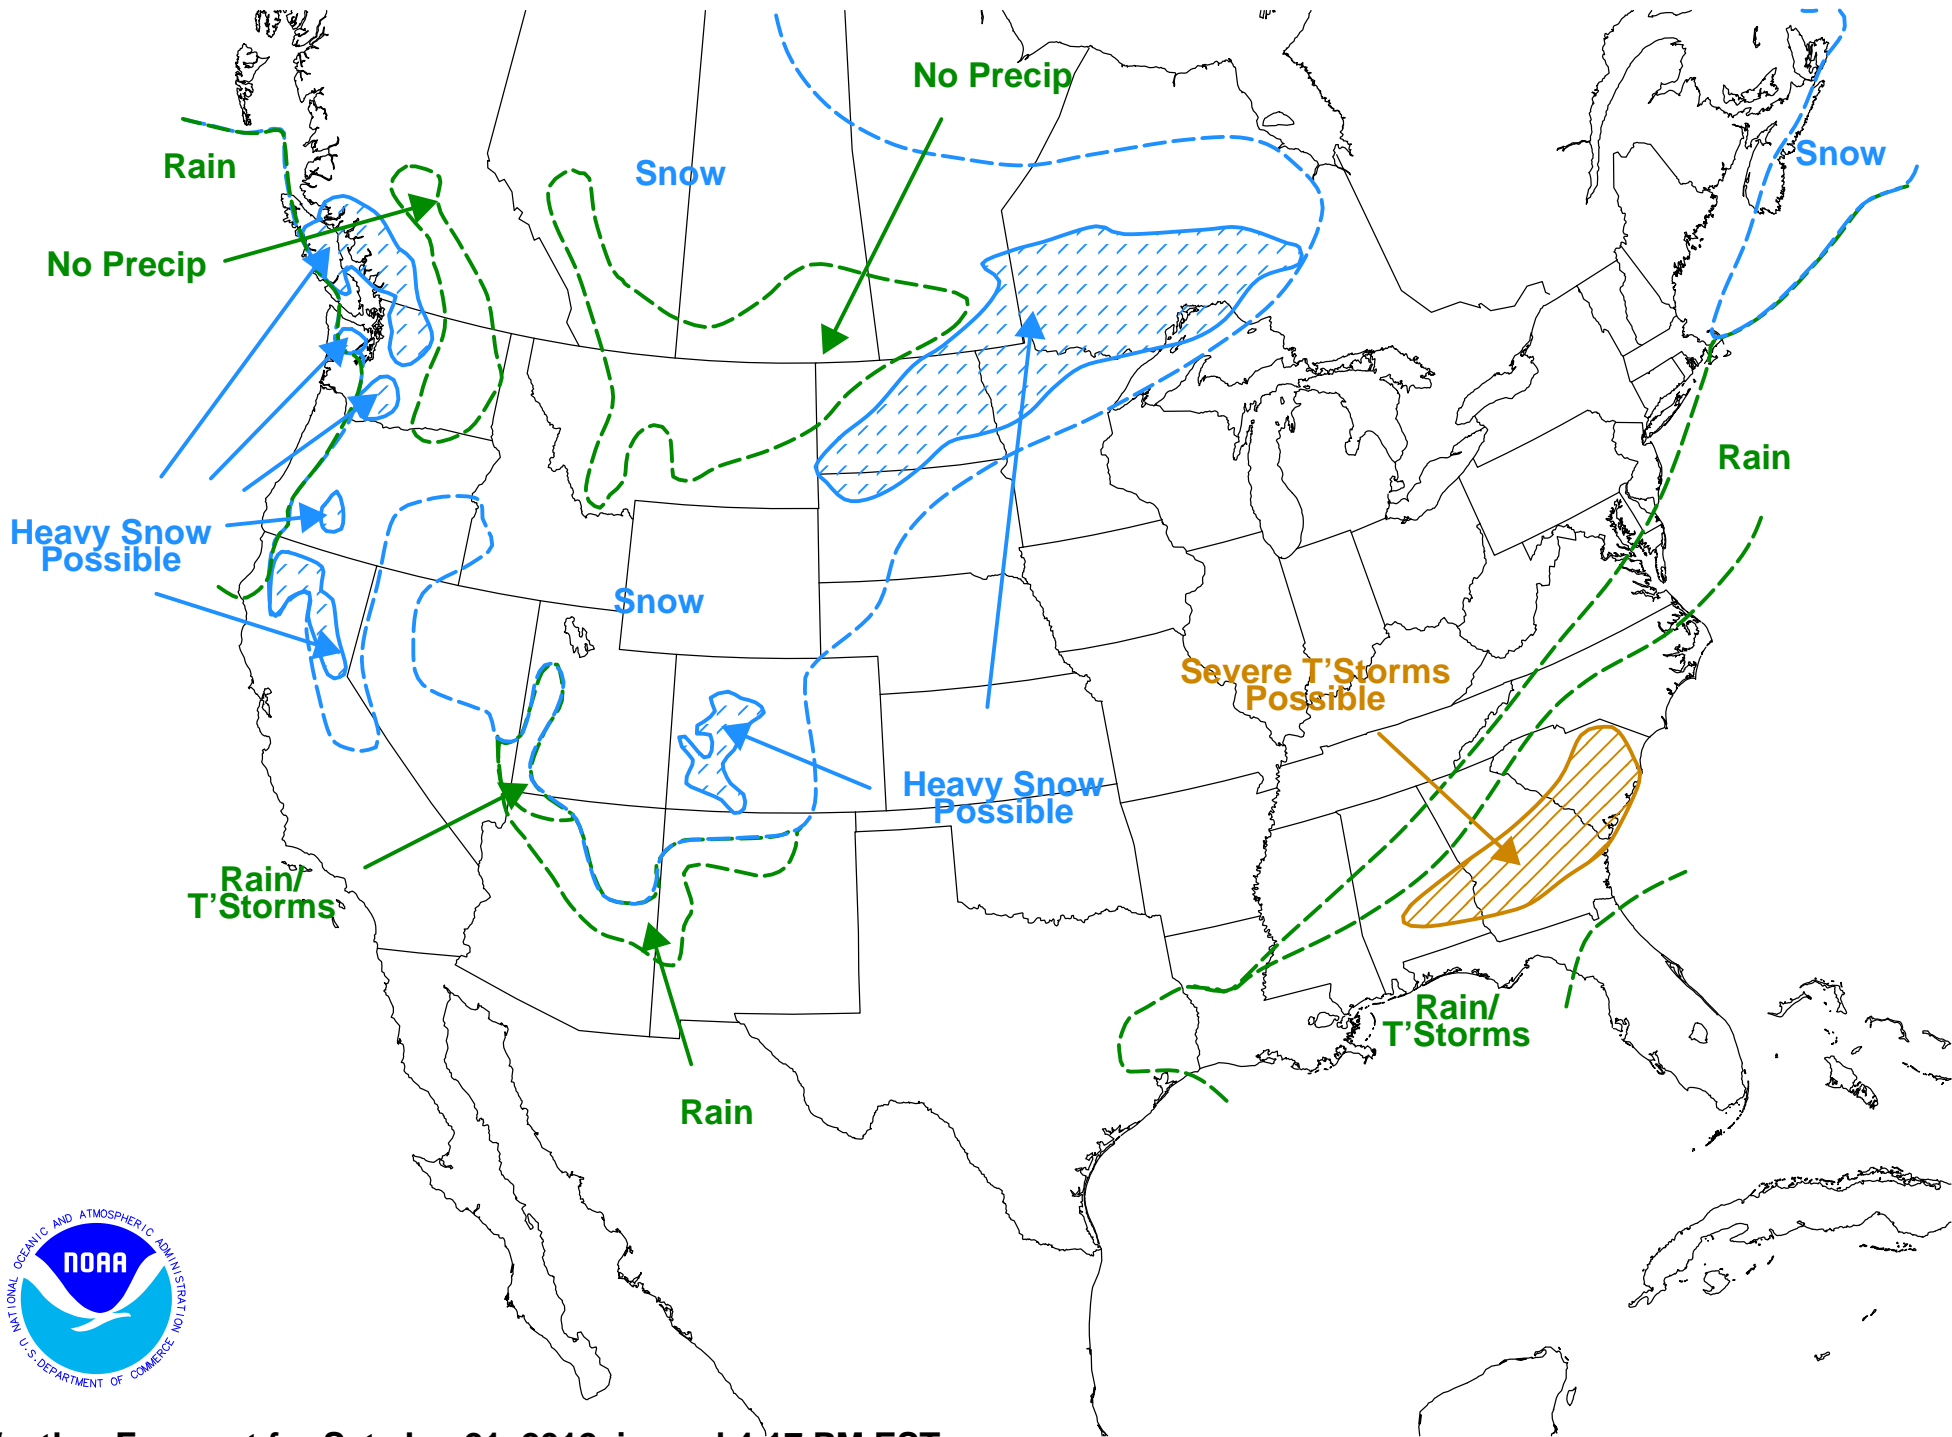 No Precip
Rain
Snow
Snow
No Precip
Rain
Heavy Snow
Possible
Snow
Severe T'Storms
Possible
Heavy Snow
Possible
Rain/
T'Storms
Rain/
T'Storms
Rain
NATIONAL OCEANIC AND ATMOSPHERIC ADMINISTRATION
NOAA
U.S. DEPARTMENT OF COMMERCE